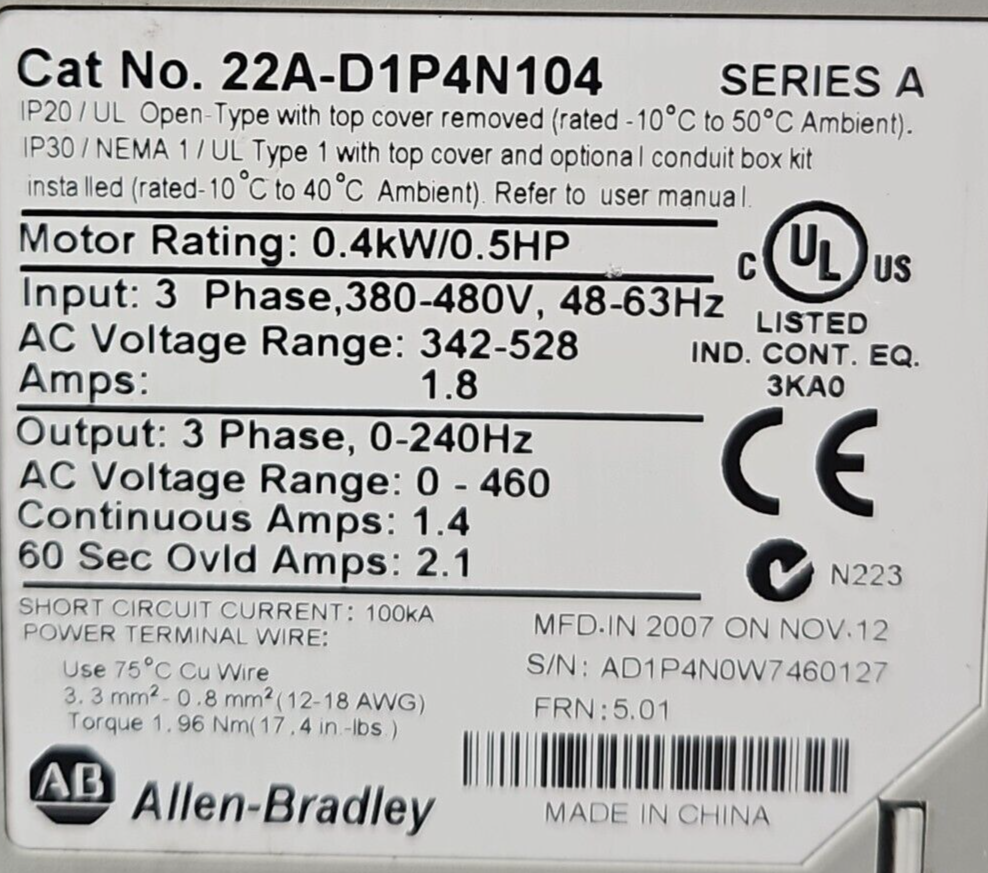 Cat No. 22A-D1P4N104 SERIES A
IP20 / UL Open-Type with top cover removed (rated -10°C to 50°C Ambient).
IP30 / NEMA 1 / UL Type 1 with top cover and optional conduit box kit
installed (rated-10°C to 40°C Ambient). Refer to user manual.
Motor Rating: 0.4kW/0.5HP
C UL US
Input: 3 Phase,380-480V, 48-63Hz
LISTED
AC Voltage Range: 342-528
IND. CONT. EQ.
Amps: 1.8
3KA0
Output: 3 Phase, 0-240Hz
CE
AC Voltage Range: 0 - 460
Continuous Amps: 1.4
60 Sec Ovld Amps: 2.1
N223
SHORT CIRCUIT CURRENT: 100kA
POWER TERMINAL WIRE:
Use 75°C Cu Wire
3.3 mm²- 0.8 mm²(12-18 AWG)
Torque 1.96 Nm(17.4 in.-lbs.)
MFD.IN 2007 ON NOV.12
S/N: AD1P4N0W7460127
FRN:5.01
AB Allen-Bradley
MADE IN CHINA